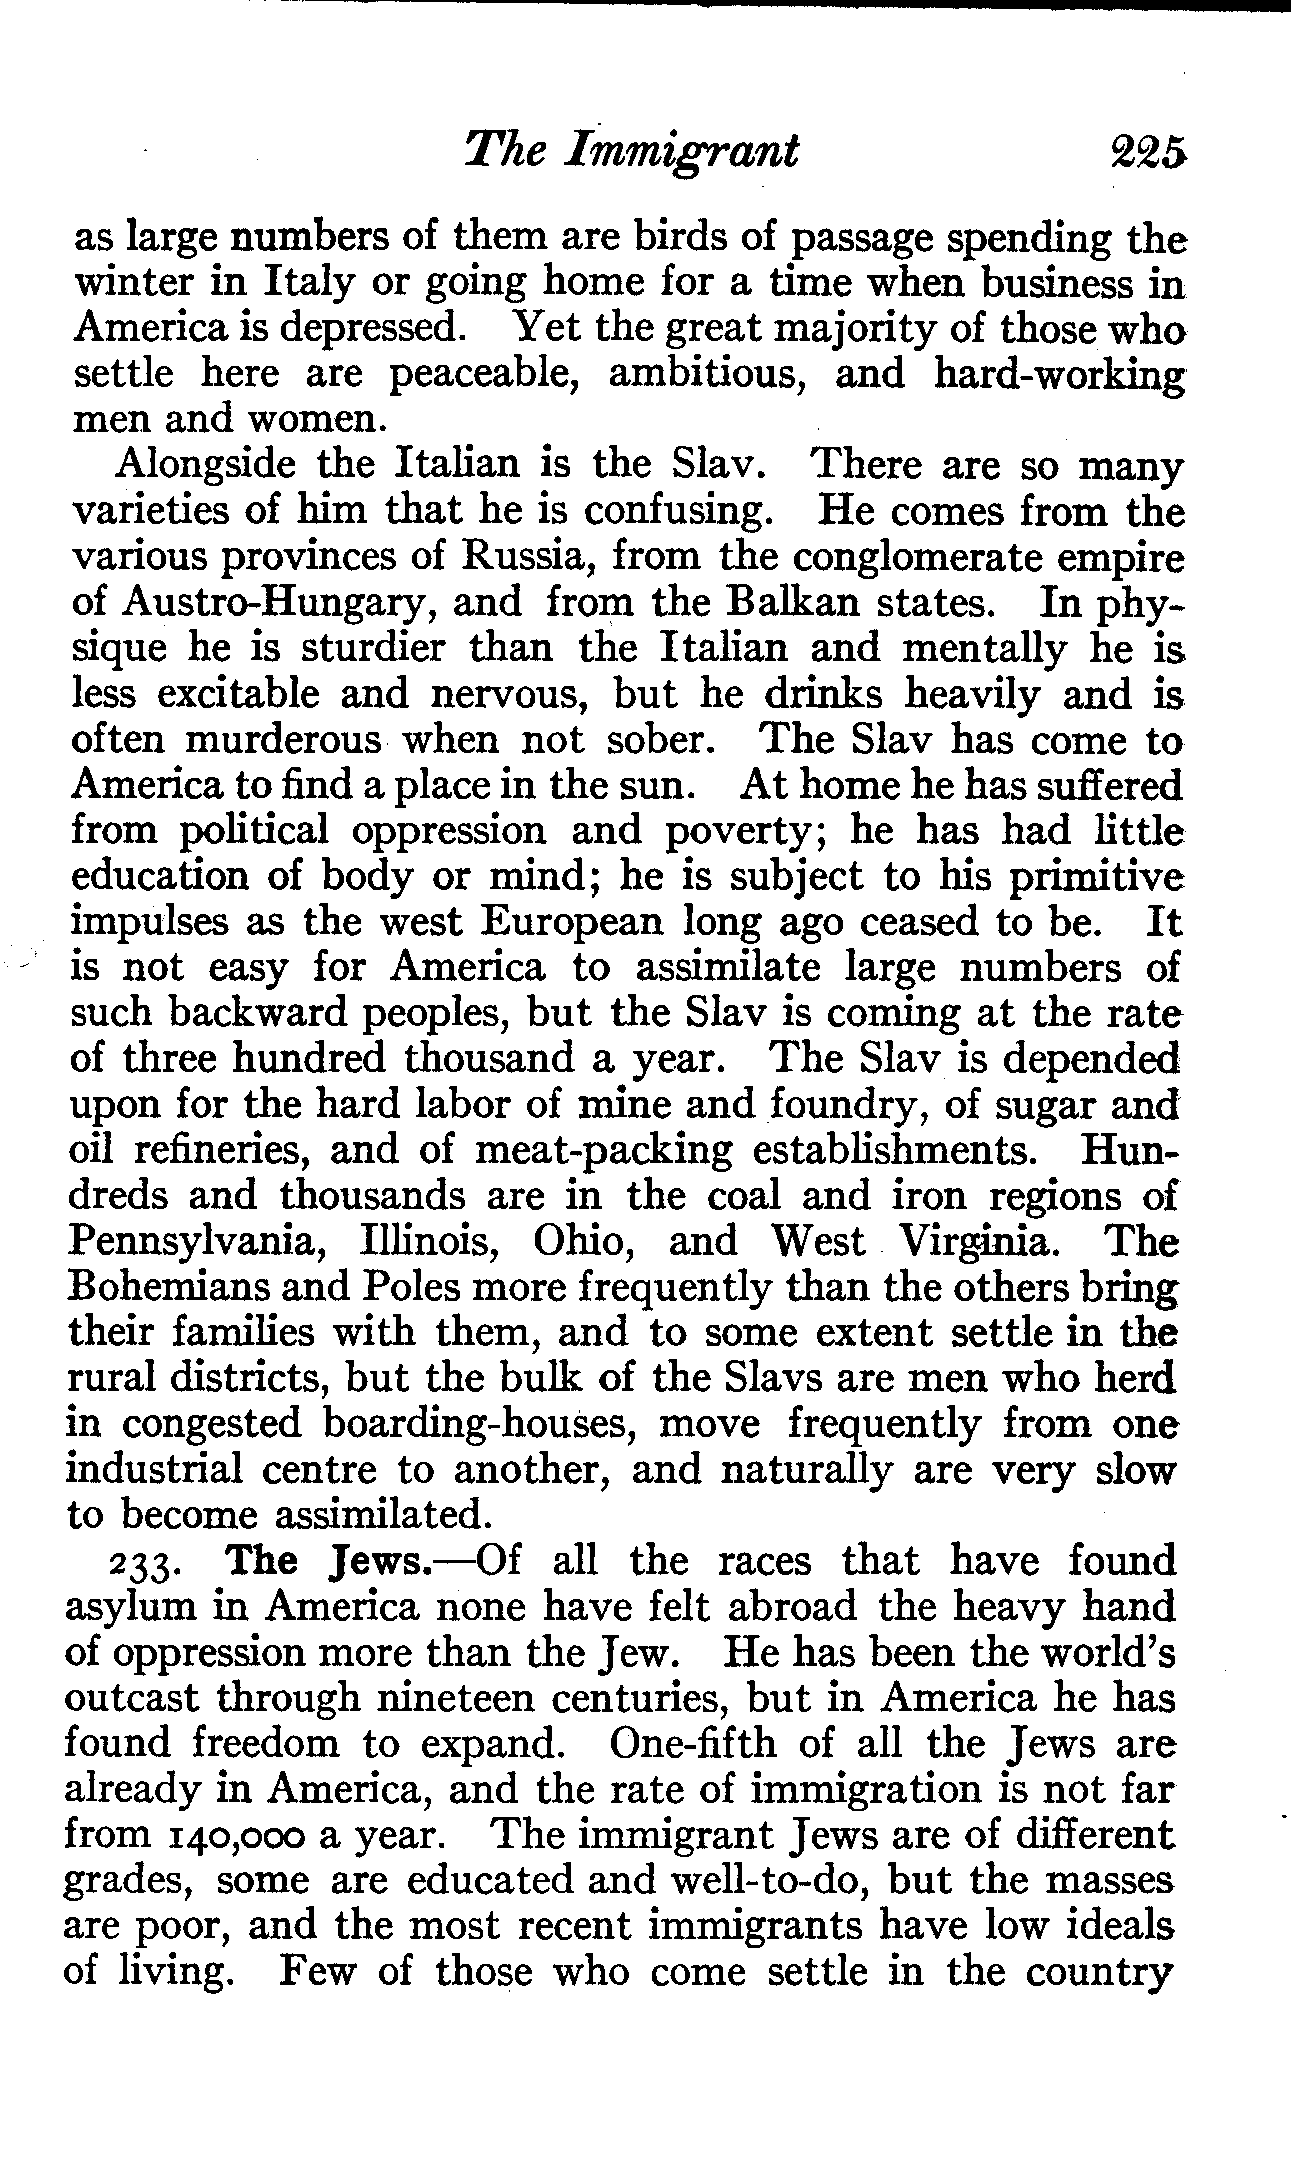 The Immigrant 225
as large numbers of them are birds of passage spending the
winter in Italy or going home for a time when business in
America is depressed. Yet the great majority of those who
settle here are peaceable, ambitious, and hard-working
men and women.
Alongside the Italian is the Slav. There are so many
varieties of him that he is confusing. He comes from the
various provinces of Russia, from the conglomerate empire
of Austro-Hungary, and from the Balkan states. In phy-
sique he is sturdier than the Italian and mentally he is
less excitable and nervous, but he drinks heavily and is
often murderous when not sober. The Slav has come to
America to find a place in the sun. At home he has suffered
from political oppression and poverty; he has had little
education of body or mind; he is subject to his primitive
impulses as the west European long ago ceased to be. It
is not easy for America to assimilate large numbers of
such backward peoples, but the Slav is coming at the rate
of three hundred thousand a year. The Slav is depended
upon for the hard labor of mine and foundry, of sugar and
oil refineries, and of meat-packing establishments. Hun-
dreds and thousands are in the coal and iron regions of
Pennsylvania, Illinois, Ohio, and West Virginia. The
Bohemians and Poles more frequently than the others bring
their families with them, and to some extent settle in the
rural districts, but the bulk of the Slavs are men who herd
in congested boarding-houses, move frequently from one
industrial centre to another, and naturally are very slow
to become assimilated.
233. The Jews.—Of all the races that have found
asylum in America none have felt abroad the heavy hand
of oppression more than the Jew. He has been the world's
outcast through nineteen centuries, but in America he has
found freedom to expand. One-fifth of all the Jews are
already in America, and the rate of immigration is not far
from 140,000 a year. The immigrant Jews are of different
grades, some are educated and well-to-do, but the masses
are poor, and the most recent immigrants have low ideals
of living. Few of those who come settle in the country